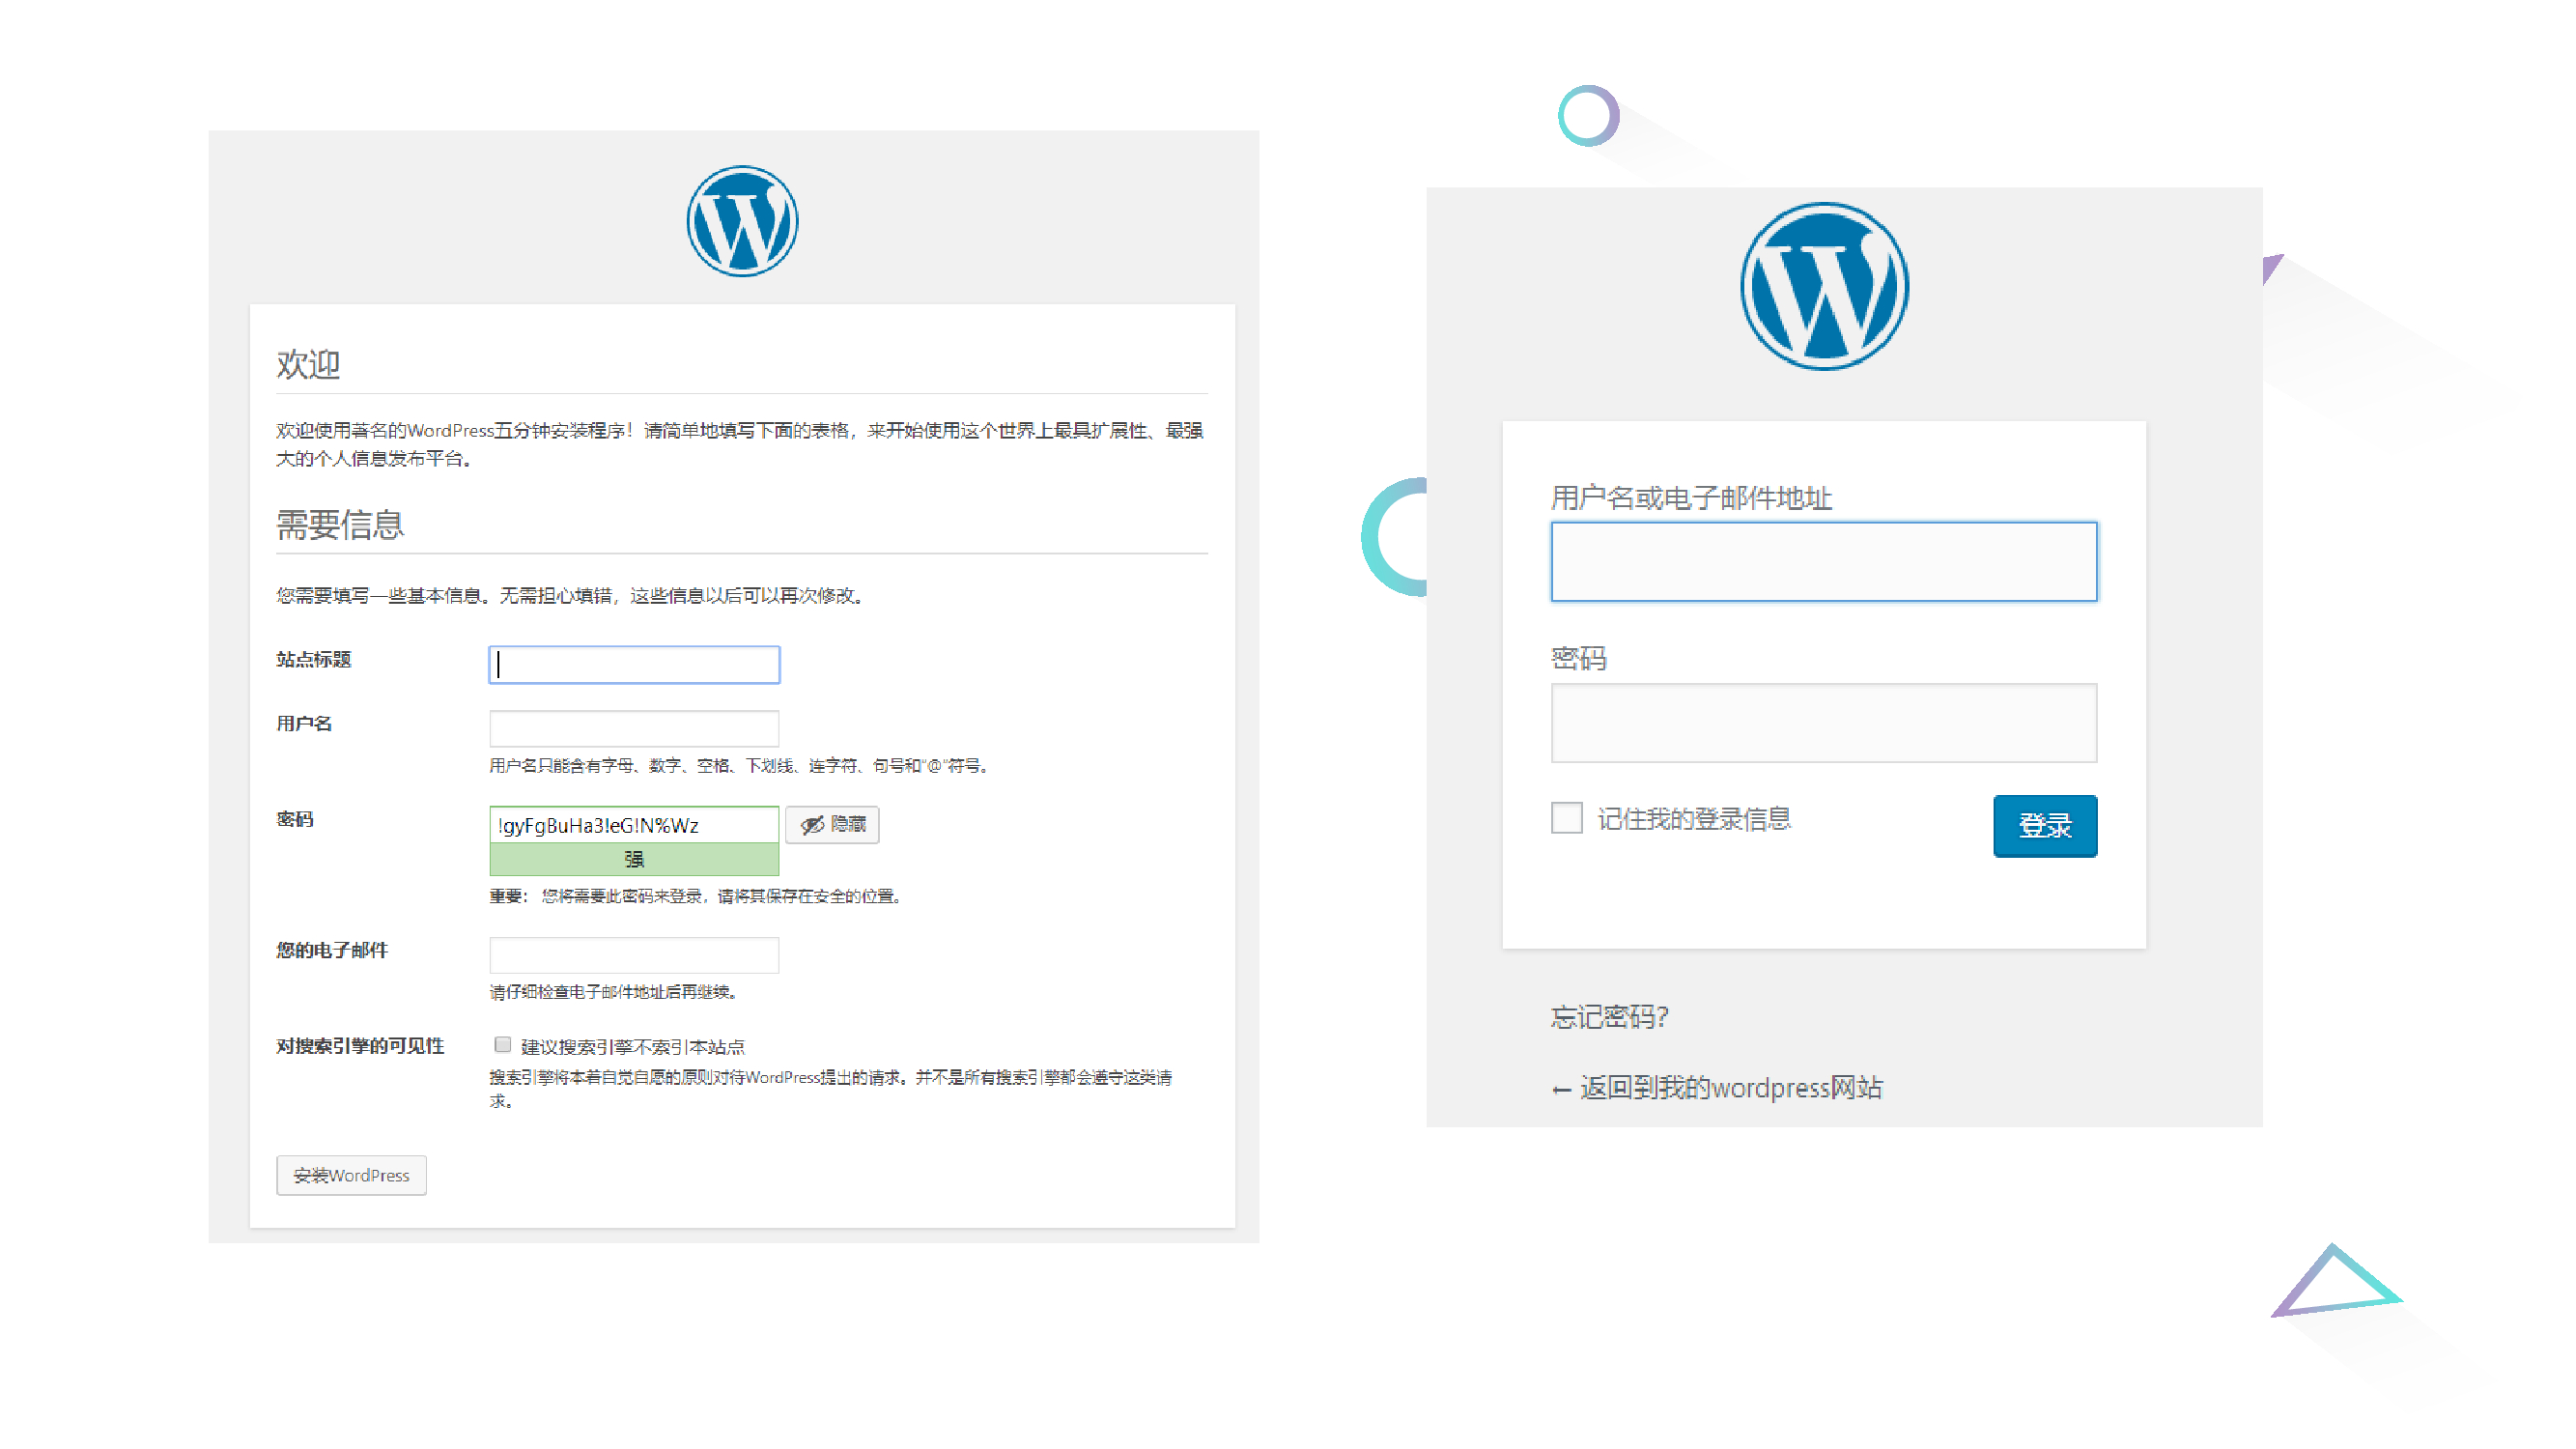 欢迎
欢迎使用著名的WordPress五分钟安装程序！请简单地填写下面的表格，来开始使用这个世界上最具扩展性、最强
大的个人信息发布平台。
需要信息
您需要填写一些基本信息。无需担心填错，这些信息以后可以再次修改。
站点标题
用户名
用户名只能含有字母、数字、空格、下划线、连字符、句号和“@”符号。
密码
!gyFgBuHa3!eG!N%Wz
隐藏
强
重要： 您将需要此密码来登录，请将其保存在安全的位置。
您的电子邮件
请仔细检查电子邮件地址后再继续。
对搜索引擎的可见性
建议搜索引擎不索引本站点
搜索引擎将本着自觉自愿的原则对待WordPress提出的请求。并不是所有搜索引擎都会遵守这类请
求。
安装WordPress
用户名或电子邮件地址
密码
记住我的登录信息
登录
忘记密码?
← 返回到我的wordpress网站